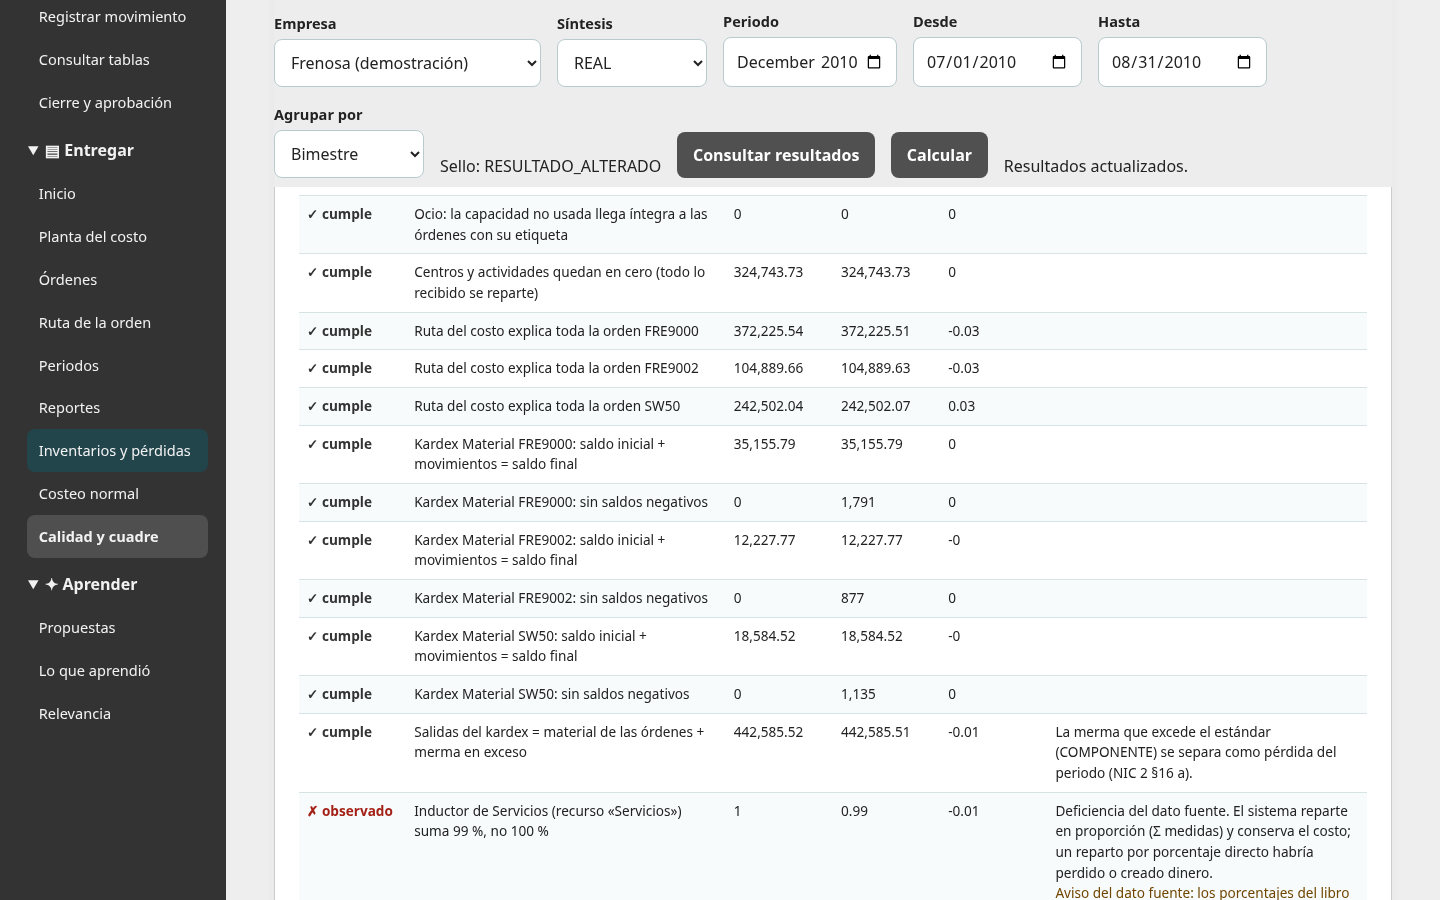 Registrar movimiento
Consultar tablas
Cierre y aprobación
▼ ▤ Entregar
Inicio
Planta del costo
Órdenes
Ruta de la orden
Periodos
Reportes
Inventarios y pérdidas
Costeo normal
Calidad y cuadre
▼ ✦ Aprender
Propuestas
Lo que aprendió
Relevancia
Empresa Síntesis Periodo Desde Hasta
Frenosa (demostración) REAL December 2010 07/01/2010 08/31/2010
Agrupar por
Bimestre Sello: RESULTADO_ALTERADO Consultar resultados Calcular Resultados actualizados.
✓ cumple Ocio: la capacidad no usada llega íntegra a las 0 0 0
órdenes con su etiqueta
✓ cumple Centros y actividades quedan en cero (todo lo 324,743.73 324,743.73 0
recibido se reparte)
✓ cumple Ruta del costo explica toda la orden FRE9000 372,225.54 372,225.51 -0.03
✓ cumple Ruta del costo explica toda la orden FRE9002 104,889.66 104,889.63 -0.03
✓ cumple Ruta del costo explica toda la orden SW50 242,502.04 242,502.07 0.03
✓ cumple Kardex Material FRE9000: saldo inicial + 35,155.79 35,155.79 0
movimientos = saldo final
✓ cumple Kardex Material FRE9000: sin saldos negativos 0 1,791 0
✓ cumple Kardex Material FRE9002: saldo inicial + 12,227.77 12,227.77 -0
movimientos = saldo final
✓ cumple Kardex Material FRE9002: sin saldos negativos 0 877 0
✓ cumple Kardex Material SW50: saldo inicial + 18,584.52 18,584.52 -0
movimientos = saldo final
✓ cumple Kardex Material SW50: sin saldos negativos 0 1,135 0
✓ cumple Salidas del kardex = material de las órdenes + 442,585.52 442,585.51 -0.01 La merma que excede el estándar
merma en exceso (COMPONENTE) se separa como pérdida del
periodo (NIC 2 §16 a).
✗ observado Inductor de Servicios (recurso «Servicios») 1 0.99 -0.01 Deficiencia del dato fuente. El sistema reparte
suma 99 %, no 100 % en proporción (Σ medidas) y conserva el costo;
un reparto por porcentaje directo habría
perdido o creado dinero.
Aviso del dato fuente: los porcentajes del libro